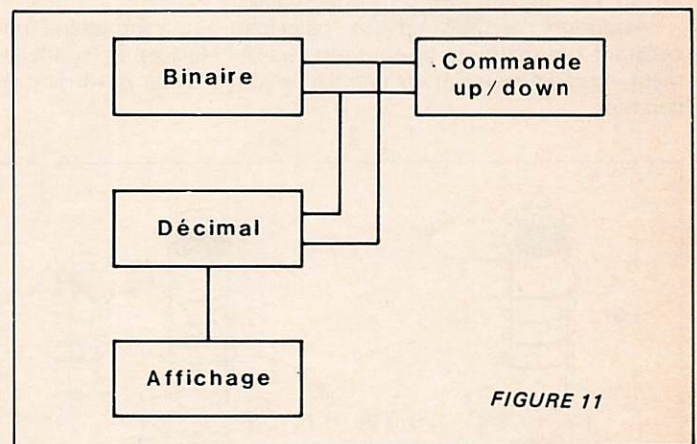 Binaire
Commande
up/down
Décimal
Affichage
FIGURE 11